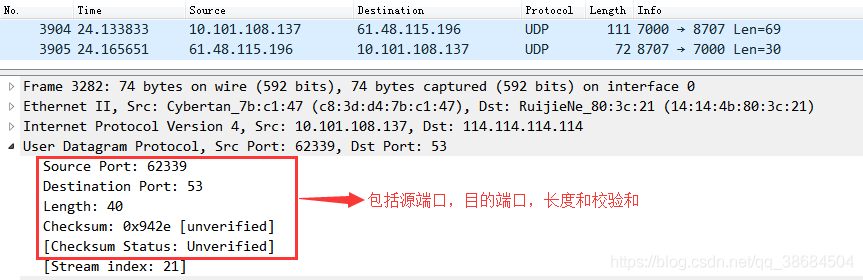 No. Time Source Destination Protocol Length Info
3904 24.133833 10.101.108.137 61.48.115.196 UDP 111 7000 → 8707 Len=69
3905 24.165651 61.48.115.196 10.101.108.137 UDP 72 8707 → 7000 Len=30
Frame 3282: 74 bytes on wire (592 bits), 74 bytes captured (592 bits) on interface 0
Ethernet II, Src: Cybertan_7b:c1:47 (c8:3d:d4:7b:c1:47), Dst: RuijieNe_80:3c:21 (14:14:4b:80:3c:21)
Internet Protocol Version 4, Src: 10.101.108.137, Dst: 114.114.114.114
User Datagram Protocol, Src Port: 62339, Dst Port: 53
Source Port: 62339
Destination Port: 53
Length: 40
包括源端口，目的端口，长度和校验和
Checksum: 0x942e [unverified]
[Checksum Status: Unverified]
[Stream index: 21]
https://blog.csdn.net/qq_38684504